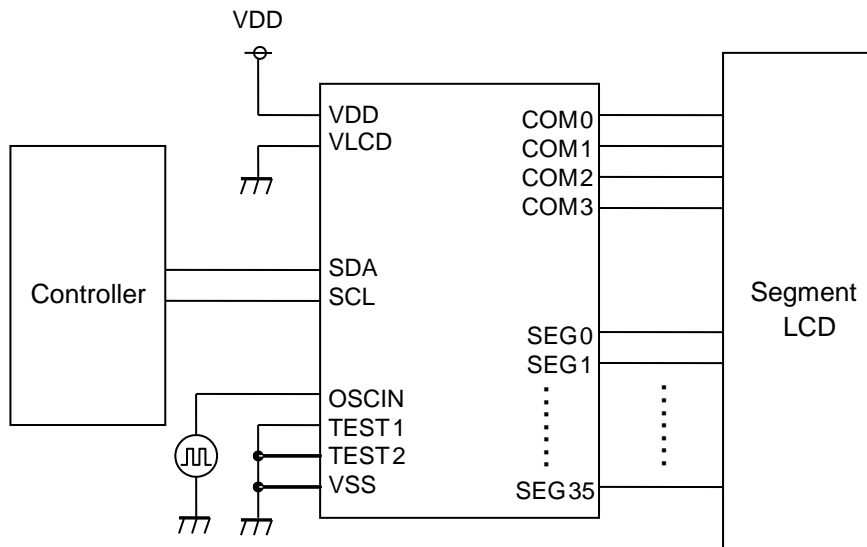 VDD
VDD
VLCD
SDA
SCL
OSCIN
TEST1
TEST2
VSS
COM0
COM1
COM2
COM3
SEG0
SEG1
SEG35
Controller
Segment
LCD